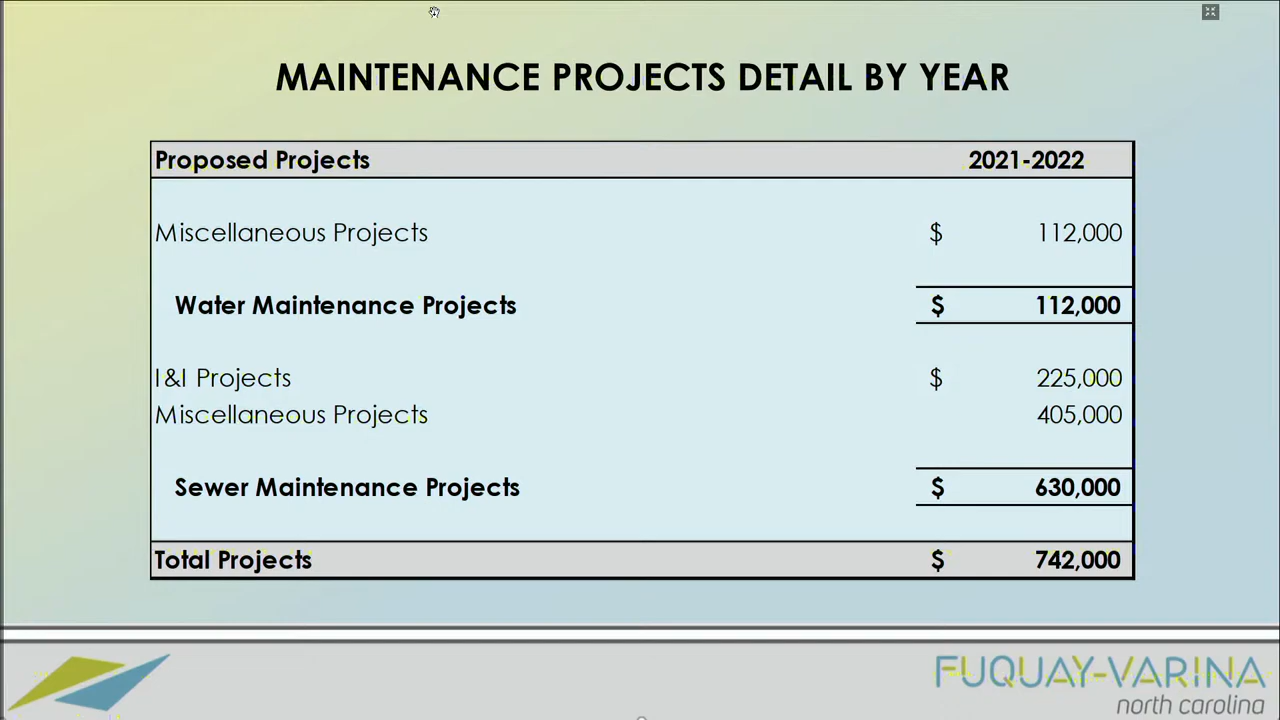 MAINTENANCE PROJECTS DETAIL BY YEAR
Proposed Projects 2021-2022
Miscellaneous Projects $ 112,000
Water Maintenance Projects $ 112,000
I&I Projects $ 225,000
Miscellaneous Projects 405,000
Sewer Maintenance Projects $ 630,000
Total Projects $ 742,000
FUQUAY-VARINA
north carolina